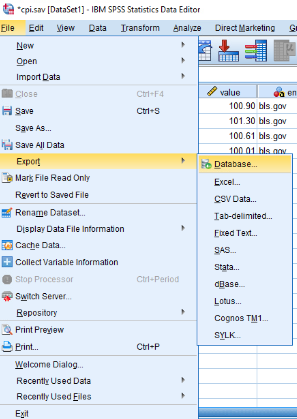 *cpi.sav [DataSet1] - IBM SPSS Statistics Data Editor
File Edit View Data Transform Analyze Direct Marketing Gra
New
Open
Import Data
Close Ctrl+F4
Save Ctrl+S
Save As...
Save All Data
Export
Mark File Read Only
Revert to Saved File
Rename Dataset...
Display Data File Information
Cache Data...
Collect Variable Information
Stop Processor Ctrl+Period
Switch Server...
Repository
Print Preview
Print... Ctrl+P
Welcome Dialog...
Recently Used Data
Recently Used Files
Exit
value en
100.90 bls.gov
101.30 bls.gov
100.61 bls.gov
100.01 bls.gov
Database...
Excel...
CSV Data...
Tab-delimited...
Fixed Text...
SAS...
Stata...
dBase...
Lotus...
Cognos TM1...
SYLK...